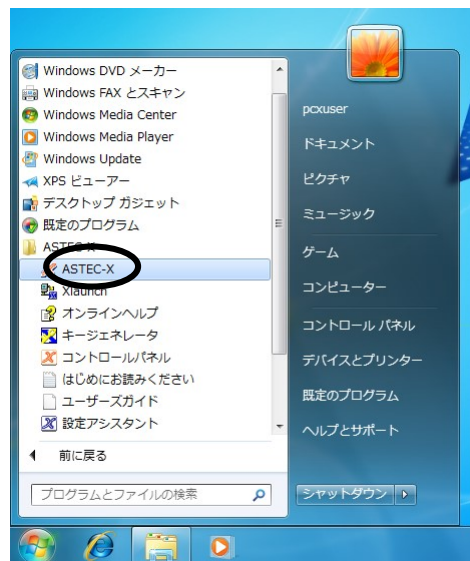 Windows DVD メーカー
Windows FAX とスキャン
Windows Media Center
Windows Media Player
Windows Update
XPS ビューアー
デスクトップ ガジェット
既定のプログラム
ASTEC-X
ASTEC-X
Xlaunch
オンラインヘルプ
キージェネレータ
コントロールパネル
はじめにお読みください
ユーザーズガイド
設定アシスタント
前に戻る
プログラムとファイルの検索
pcxuser
ドキュメント
ピクチャ
ミュージック
ゲーム
コンピューター
コントロール パネル
デバイスとプリンター
既定のプログラム
ヘルプとサポート
シャットダウン